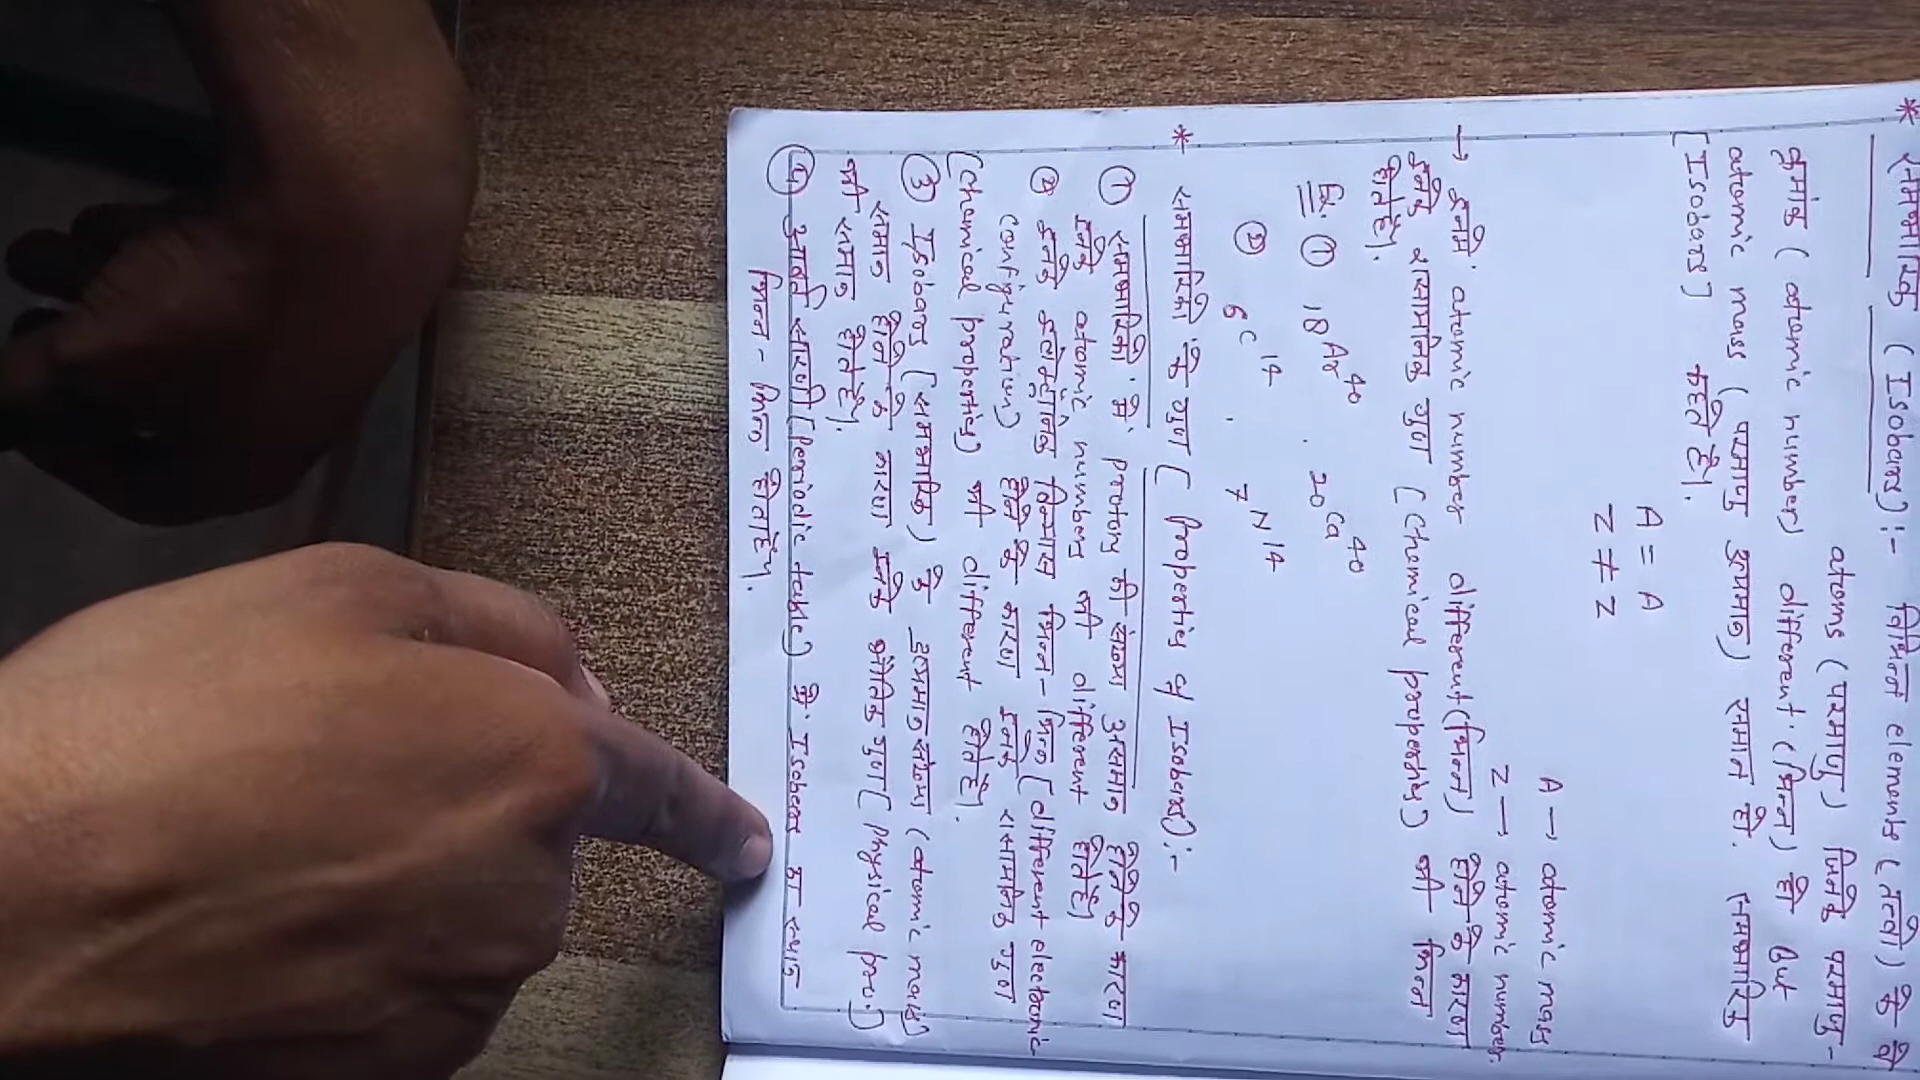 * समभारिक (Isobars) :- विभिन्न elements (तत्वो) के वे
atoms (परमाणु) जिनके परमाणु-
क्रमांक (atomic number) different (भिन्न) हो but
atomic mass (परमाणु द्रव्यमान) समान हो. समभारिक
[Isobars] कहते है।
A = A
Z ≠ Z
A → atomic mass
Z → atomic number
→ इनमे atomic number different (भिन्न) होने के कारण
इनके रासायनिक गुण (chemical properties) भी भिन्न
होते है।
Ex. ① 18Ar40 . 20Ca40
② 6C14 . 7N14
* समभारिको के गुण (Properties of Isobars) :-
① समभारिको में protons की संख्या असमान होने के कारण
इनके atomic numbers भी different होते है।
② इनके इलेक्ट्रॉनिक विन्यास भिन्न-भिन्न (different electronic
configuration) होने के कारण इनके रासायनिक गुण
(chemical properties) भी different होते है।
③ Isobars (समभारिक) के द्रव्यमान संख्या (atomic mass)
समान होने के कारण इनके भौतिक गुण (physical pro.)
भी समान होते है।
④ आवर्त सारणी (periodic table) में Isobars का स्थान
भिन्न-भिन्न होता है।